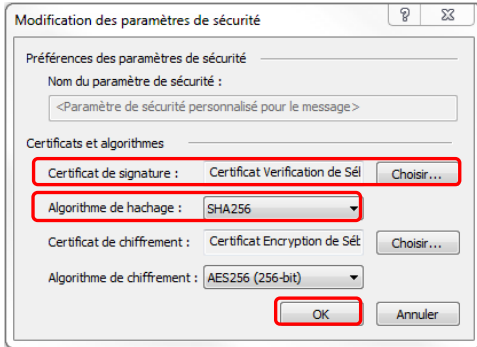 Modification des paramètres de sécurité
Préférences des paramètres de sécurité
Nom du paramètre de sécurité :
<Paramètre de sécurité personnalisé pour le message>
Certificats et algorithmes
Certificat de signature : Certificat Verification de Sél Choisir...
Algorithme de hachage : SHA256
Certificat de chiffrement : Certificat Encryption de Séb Choisir...
Algorithme de chiffrement : AES256 (256-bit)
OK Annuler